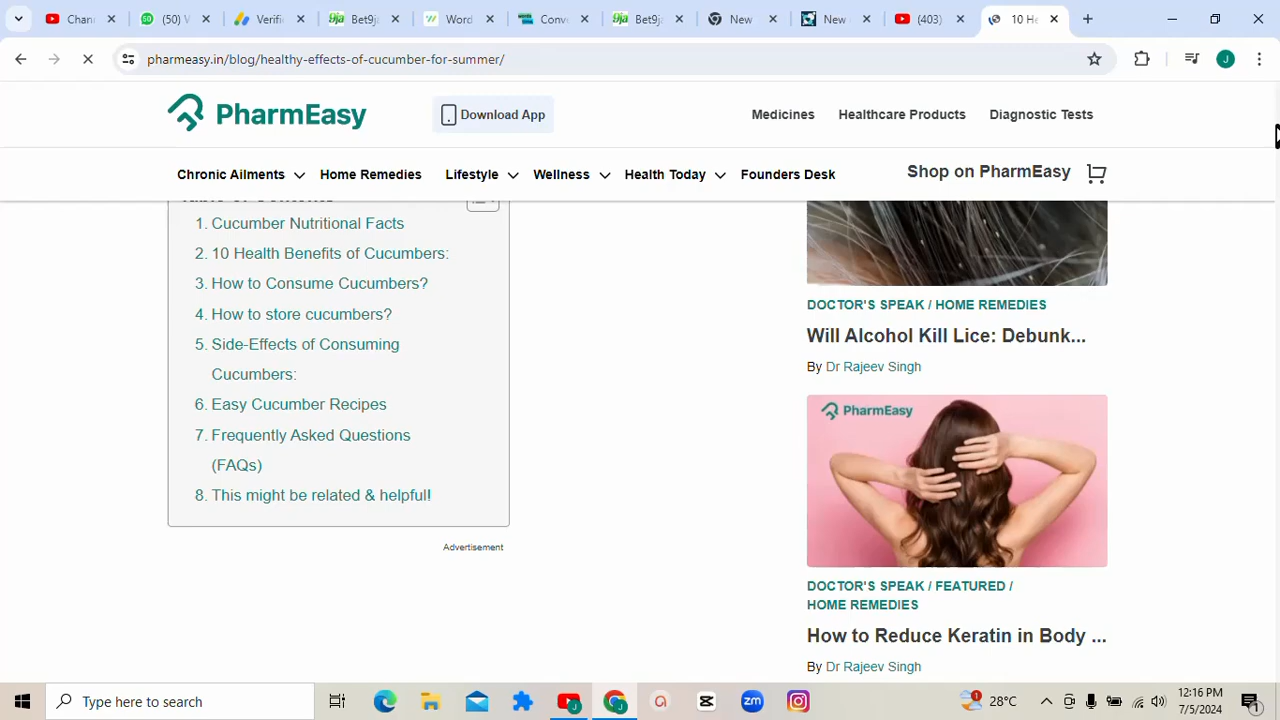 Chan
(50) V
Verifi
Bet9j
Word
Conv
Bet9j
New
New
(403)
10 He
pharmeasy.in/blog/healthy-effects-of-cucumber-for-summer/
J
PharmEasy
Download App
Medicines
Healthcare Products
Diagnostic Tests
Chronic Ailments
Home Remedies
Lifestyle
Wellness
Health Today
Founders Desk
Shop on PharmEasy
1. Cucumber Nutritional Facts
2. 10 Health Benefits of Cucumbers:
3. How to Consume Cucumbers?
4. How to store cucumbers?
5. Side-Effects of Consuming
Cucumbers:
6. Easy Cucumber Recipes
7. Frequently Asked Questions
(FAQs)
8. This might be related & helpful!
Advertisement
DOCTOR'S SPEAK / HOME REMEDIES
Will Alcohol Kill Lice: Debunk...
By Dr Rajeev Singh
PharmEasy
DOCTOR'S SPEAK / FEATURED /
HOME REMEDIES
How to Reduce Keratin in Body ...
By Dr Rajeev Singh
Type here to search
zm
1
28°C
12:16 PM
7/5/2024
1